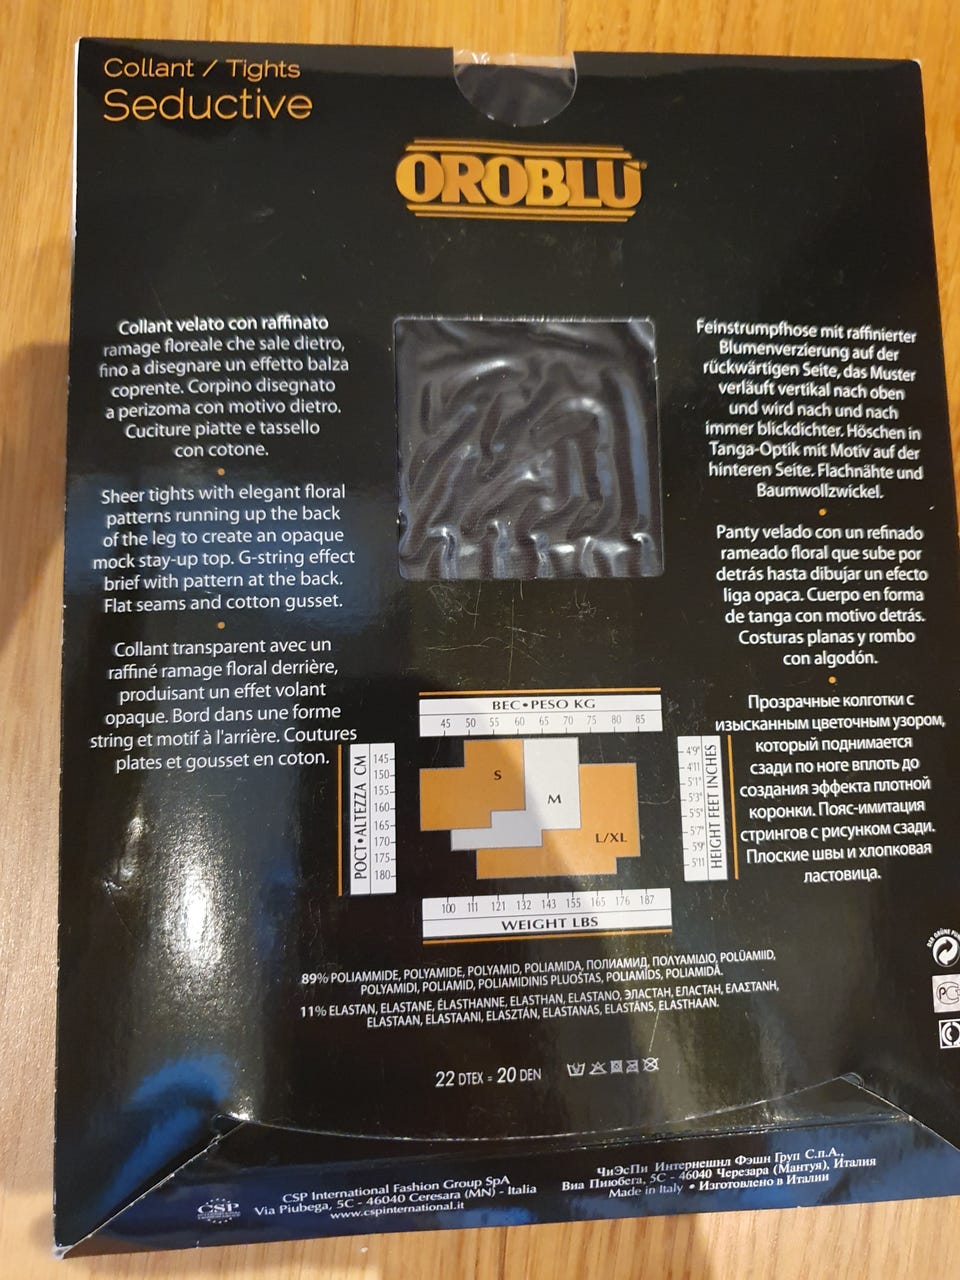 Collant / Tights
Seductive
OROBLÙ
Collant velato con raffinato
ramage floreale che sale dietro,
fino a disegnare un effetto balza
coprente. Corpino disegnato
a perizoma con motivo dietro.
Cuciture piatte e tassello
con cotone.
Sheer tights with elegant floral
patterns running up the back
of the leg to create an opaque
mock stay-up top. G-string effect
brief with pattern at the back.
Flat seams and cotton gusset.
Collant transparent avec un
raffiné ramage floral derrière,
produisant un effet volant
opaque. Bord dans une forme
string et motif à l'arrière. Coutures
plates et gousset en coton.
Feinstrumpfhose mit raffinierter
Blumenverzierung auf der
rückwärtigen Seite, das Muster
verläuft vertikal nach oben
und wird nach und nach
immer blickdichter. Höschen in
Tanga-Optik mit Motiv auf der
hinteren Seite. Flachnähte und
Baumwollzwickel.
Panty velado con un refinado
rameado floral que sube por
detrás hasta dibujar un efecto
liga opaca. Cuerpo en forma
de tanga con motivo detrás.
Costuras planas y rombo
con algodón.
Прозрачные колготки с
изысканным цветочным узором,
который поднимается
сзади по ноге вплоть до
создания эффекта плотной
коронки. Пояс-имитация
стрингов с рисунком сзади.
Плоские швы и хлопковая
ластовица.
ВЕС•PESO KG
45 50 55 60 65 70 75 80 85
РОСТ•ALTEZZA CM
145
150
155
160
165
170
175
180
S
M
L/XL
4'9"
4'11
5'1"
5'3"
5'5"
5'7"
5'9"
5'11
HEIGHT FEET INCHES
100 111 121 132 143 155 165 176 187
WEIGHT LBS
89% POLIAMMIDE, POLYAMIDE, POLYAMID, POLIAMIDA, ПОЛИАМИД, ΠΟΛΥΑΜΙΔΙΟ, POLÜAMIID,
POLYAMIDI, POLIAMID, POLIAMIDINIS PLUOŠTAS, POLIAMĪDS, POLIAMIDĂ.
11% ELASTAN, ELASTANE, ÉLASTHANNE, ELASTHAN, ELASTANO, ЭЛАСТАН, ЕЛАСТАН, ΕΛΑΣΤΑΝΗ,
ELASTAAN, ELASTAANI, ELASZTÁN, ELASTANAS, ELASTĀNS, ELASTHAAN.
22 DTEX = 20 DEN
CSP
CSP International Fashion Group SpA
Via Piubega, 5C - 46040 Ceresara (MN) - Italia
www.cspinternational.it
ЧиЭсПи Интернешнл Фэшн Груп С.п.А.,
Виа Пиюбега, 5C - 46040 Черезара (Мантуя), Италия
Made in Italy • Изготовлено в Италии